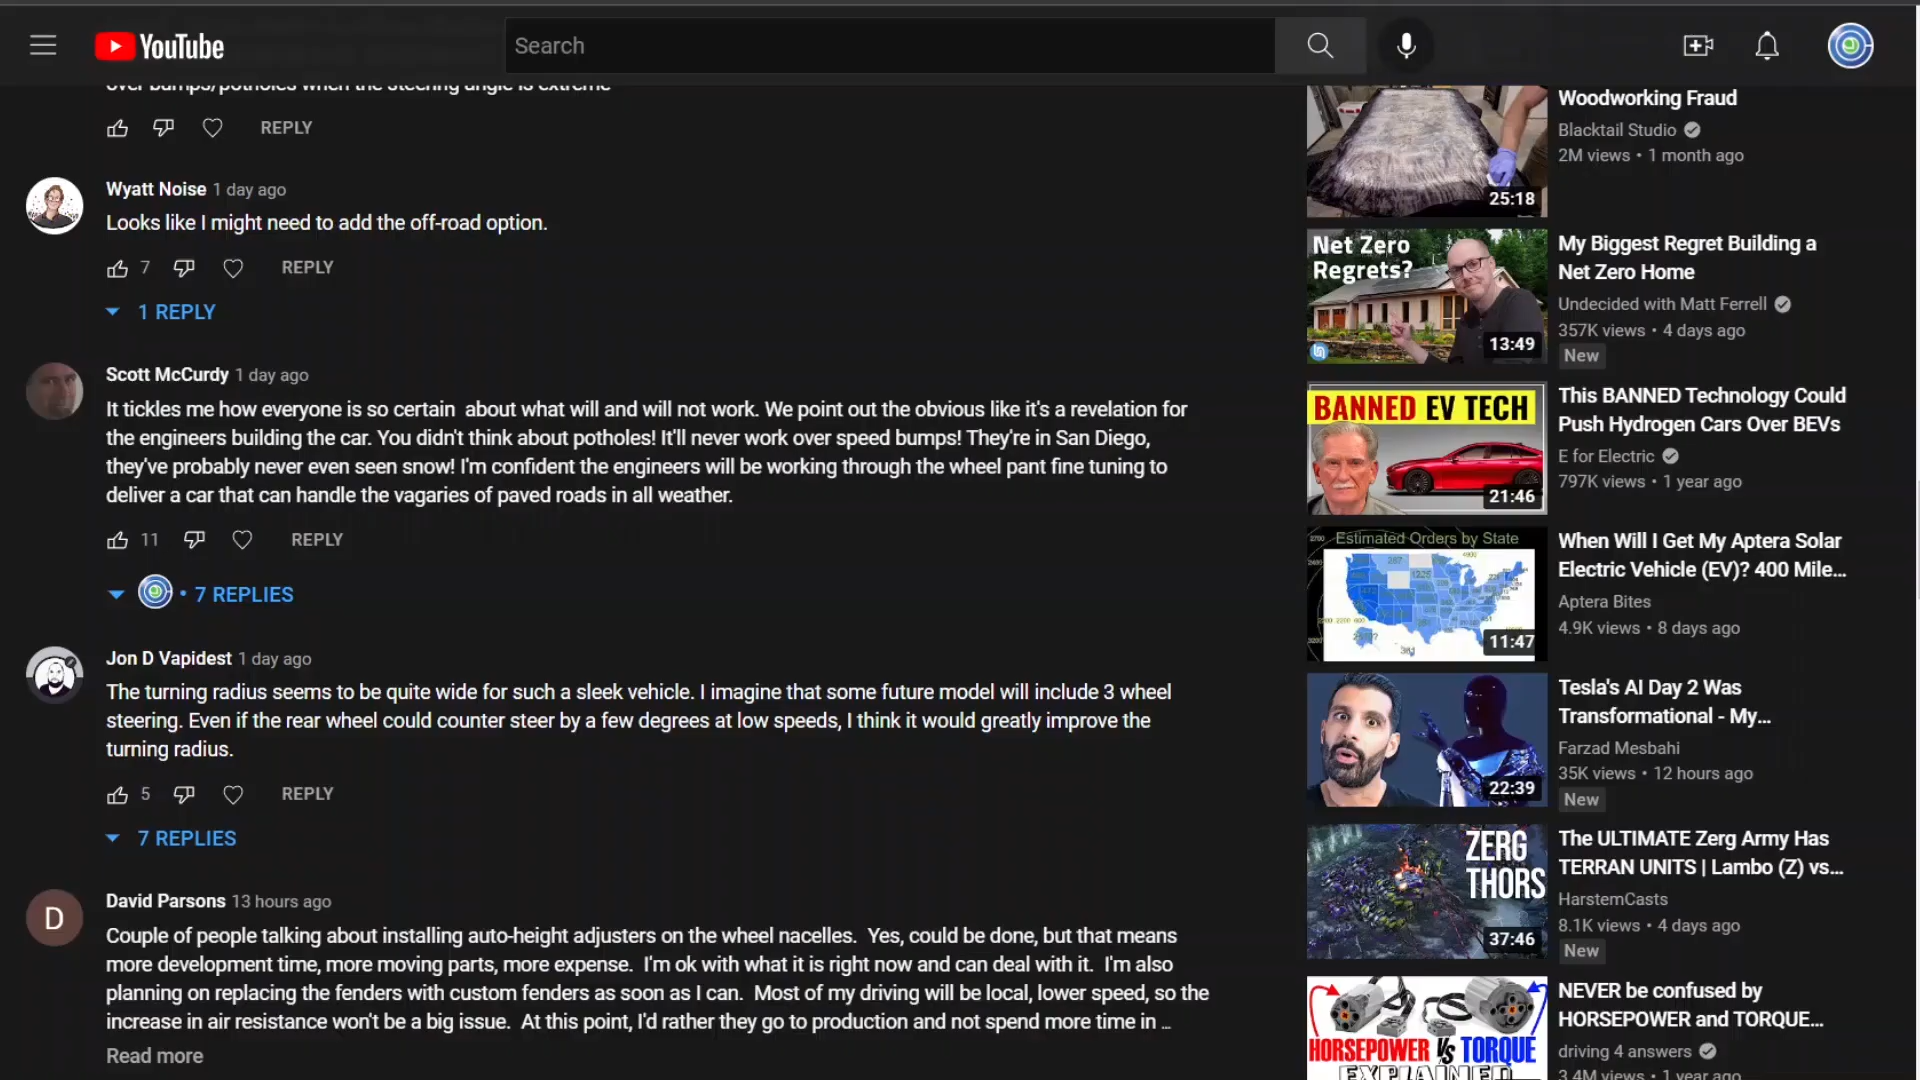 YouTube
Search
over bumps/potholes when the steering angle is extreme
REPLY
Wyatt Noise 1 day ago
Looks like I might need to add the off-road option.
7 REPLY
1 REPLY
Scott McCurdy 1 day ago
It tickles me how everyone is so certain  about what will and will not work. We point out the obvious like it's a revelation for
the engineers building the car. You didn't think about potholes! It'll never work over speed bumps! They're in San Diego,
they've probably never even seen snow! I'm confident the engineers will be working through the wheel pant fine tuning to
deliver a car that can handle the vagaries of paved roads in all weather.
11 REPLY
• 7 REPLIES
Jon D Vapidest 1 day ago
The turning radius seems to be quite wide for such a sleek vehicle. I imagine that some future model will include 3 wheel
steering. Even if the rear wheel could counter steer by a few degrees at low speeds, I think it would greatly improve the
turning radius.
5 REPLY
7 REPLIES
D
David Parsons 13 hours ago
Couple of people talking about installing auto-height adjusters on the wheel nacelles.  Yes, could be done, but that means
more development time, more moving parts, more expense.  I'm ok with what it is right now and can deal with it.  I'm also
planning on replacing the fenders with custom fenders as soon as I can.  Most of my driving will be local, lower speed, so the
increase in air resistance won't be a big issue.  At this point, I'd rather they go to production and not spend more time in ...
Read more
25:18
Woodworking Fraud
Blacktail Studio
2M views • 1 month ago
Net Zero
Regrets?
13:49
My Biggest Regret Building a
Net Zero Home
Undecided with Matt Ferrell
357K views • 4 days ago
New
BANNED EV TECH
21:46
This BANNED Technology Could
Push Hydrogen Cars Over BEVs
E for Electric
797K views • 1 year ago
Estimated Orders by State
11:47
When Will I Get My Aptera Solar
Electric Vehicle (EV)? 400 Mile...
Aptera Bites
4.9K views • 8 days ago
22:39
Tesla's AI Day 2 Was
Transformational - My...
Farzad Mesbahi
35K views • 12 hours ago
New
ZERG
THORS
37:46
The ULTIMATE Zerg Army Has
TERRAN UNITS | Lambo (Z) vs...
HarstemCasts
8.1K views • 4 days ago
New
HORSEPOWER VS TORQUE
EXPLAINED
NEVER be confused by
HORSEPOWER and TORQUE...
driving 4 answers
3.4M views • 1 year ago